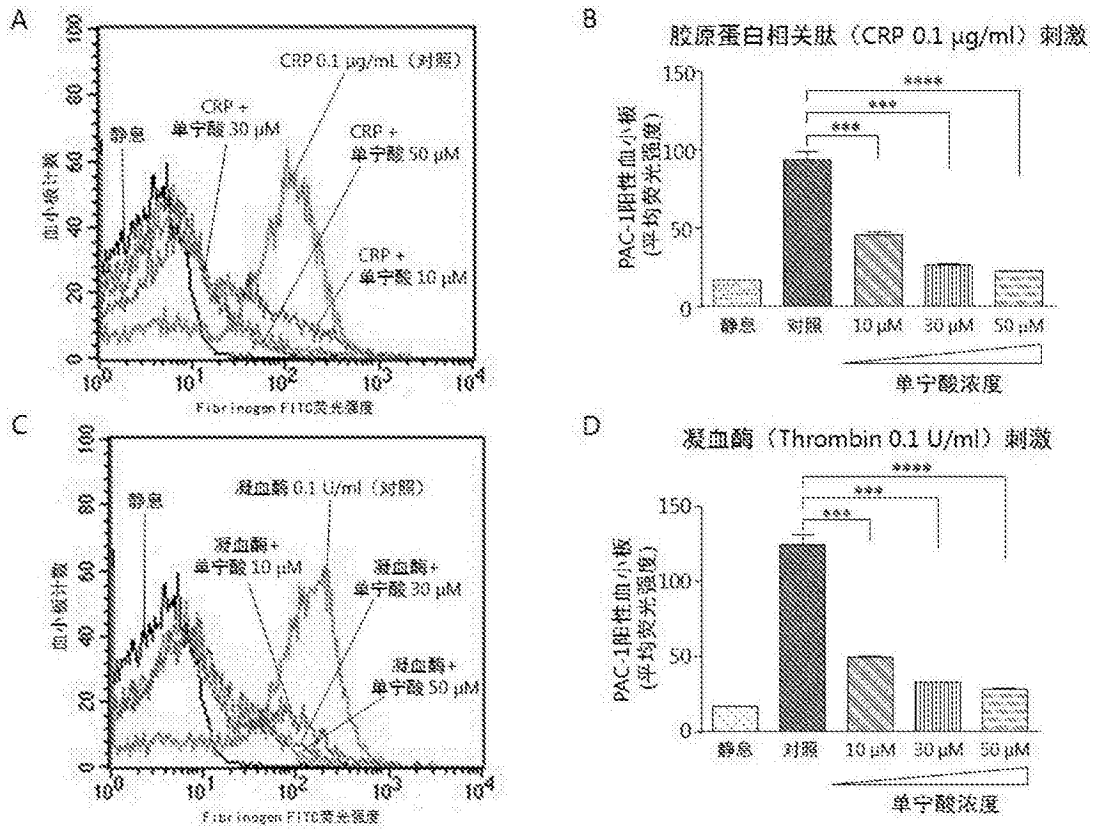 A
100
80
60
40
20
0
血小板计数
静息
CRP +
单宁酸 30 μM
CRP 0.1 μg/mL（对照）
CRP +
单宁酸 50 μM
CRP +
单宁酸 10 μM
10⁰ 10¹ 10² 10³ 10⁴
Fibrinogen FITC荧光强度
B
胶原蛋白相关肽（CRP 0.1 μg/ml）刺激
PAC-1阳性血小板
(平均荧光强度)
150
100
50
0
****
***
***
静息 对照 10 μM 30 μM 50 μM
单宁酸浓度
C
100
80
60
40
20
0
血小板计数
静息
凝血酶 0.1 U/ml（对照）
凝血酶+
单宁酸 10 μM
凝血酶+
单宁酸 30 μM
凝血酶+
单宁酸 50 μM
10⁰ 10¹ 10² 10³ 10⁴
Fibrinogen FITC荧光强度
D
凝血酶（Thrombin 0.1 U/ml）刺激
PAC-1阳性血小板
(平均荧光强度)
150
100
50
0
****
***
***
静息 对照 10 μM 30 μM 50 μM
单宁酸浓度